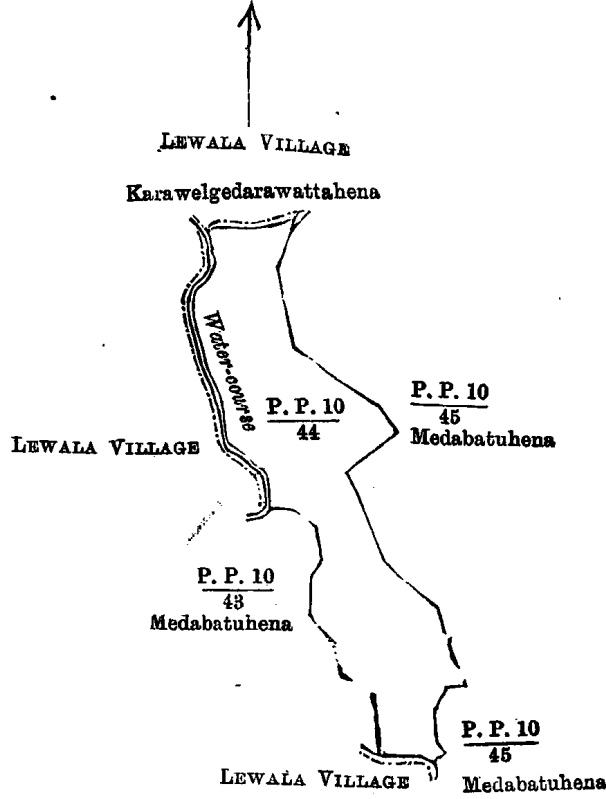 LEWALA VILLAGE
Karawelgedarawattahena
Water-course
P. P. 10
44
P. P. 10
45
Medabatuhena
LEWALA VILLAGE
P. P. 10
43
Medabatuhena
P. P. 10
45
Medabatuhena
LEWALA VILLAGE